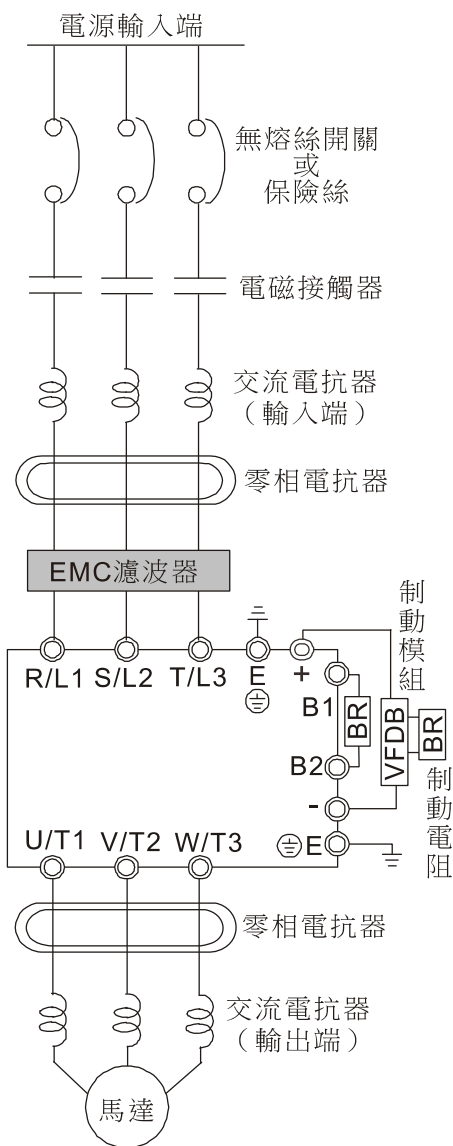 電源輸入端
無熔絲開關
或
保險絲
電磁接觸器
交流電抗器
（輸入端）
零相電抗器
EMC濾波器
R/L1 S/L2 T/L3 E +
B1
BR
B2
-
E
制動模組
VFDB
BR
制動電阻
U/T1 V/T2 W/T3
零相電抗器
交流電抗器
（輸出端）
馬達